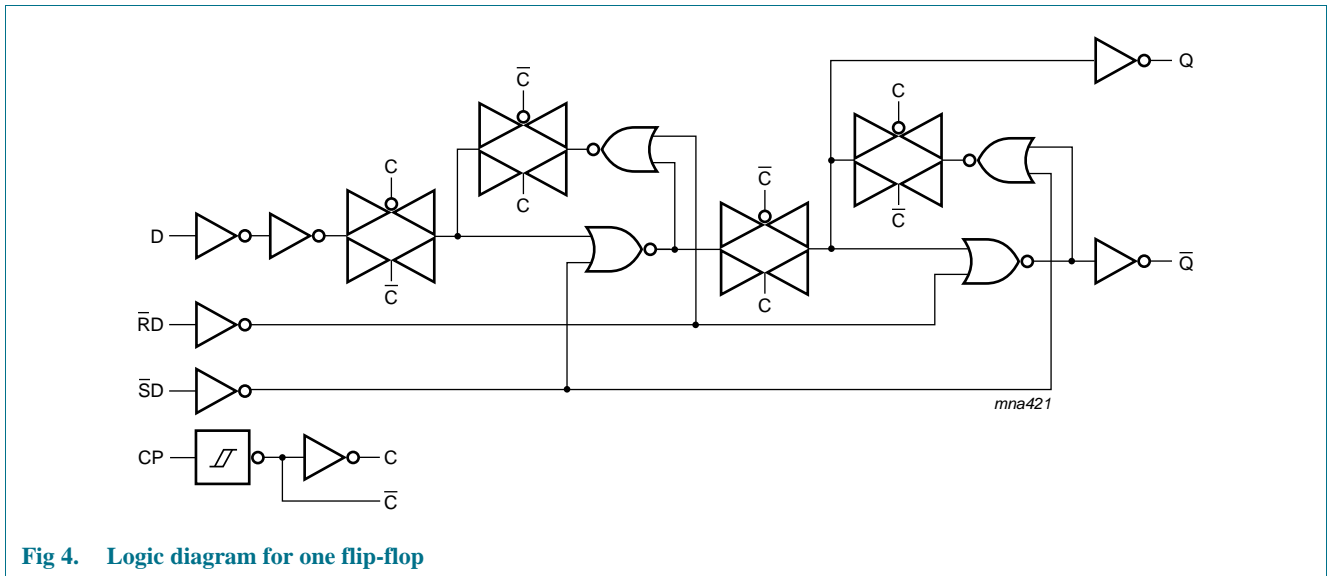 Q
C̅
C
C
C̅
C
C
D
C̅
C̅
Q̅
C
R̅D
S̅D
mna421
CP
C
C̅
Fig 4. Logic diagram for one flip-flop